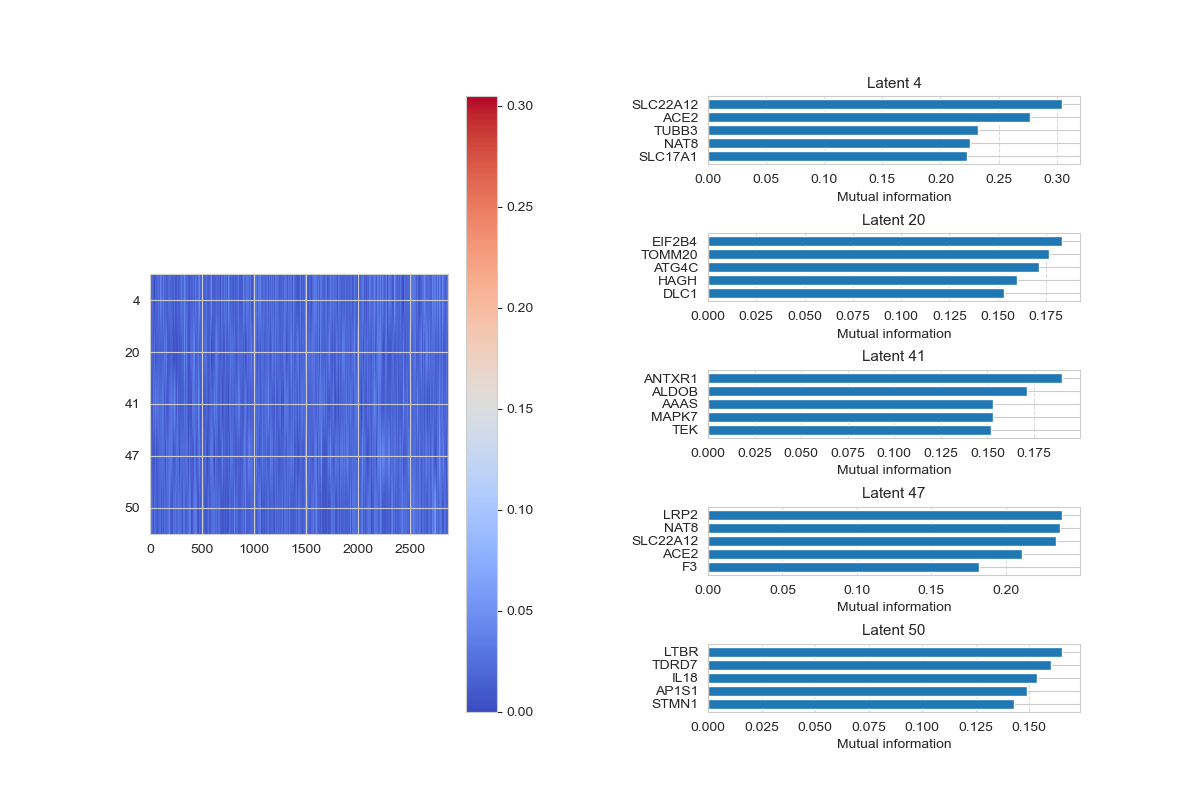 4
20
41
47
50
0 500 1000 1500 2000 2500
0.30
0.25
0.20
0.15
0.10
0.05
0.00
Latent 4
SLC22A12
ACE2
TUBB3
NAT8
SLC17A1
0.00 0.05 0.10 0.15 0.20 0.25 0.30
Mutual information
Latent 20
EIF2B4
TOMM20
ATG4C
HAGH
DLC1
0.000 0.025 0.050 0.075 0.100 0.125 0.150 0.175
Mutual information
Latent 41
ANTXR1
ALDOB
AAAS
MAPK7
TEK
0.000 0.025 0.050 0.075 0.100 0.125 0.150 0.175
Mutual information
Latent 47
LRP2
NAT8
SLC22A12
ACE2
F3
0.00 0.05 0.10 0.15 0.20
Mutual information
Latent 50
LTBR
TDRD7
IL18
AP1S1
STMN1
0.000 0.025 0.050 0.075 0.100 0.125 0.150
Mutual information